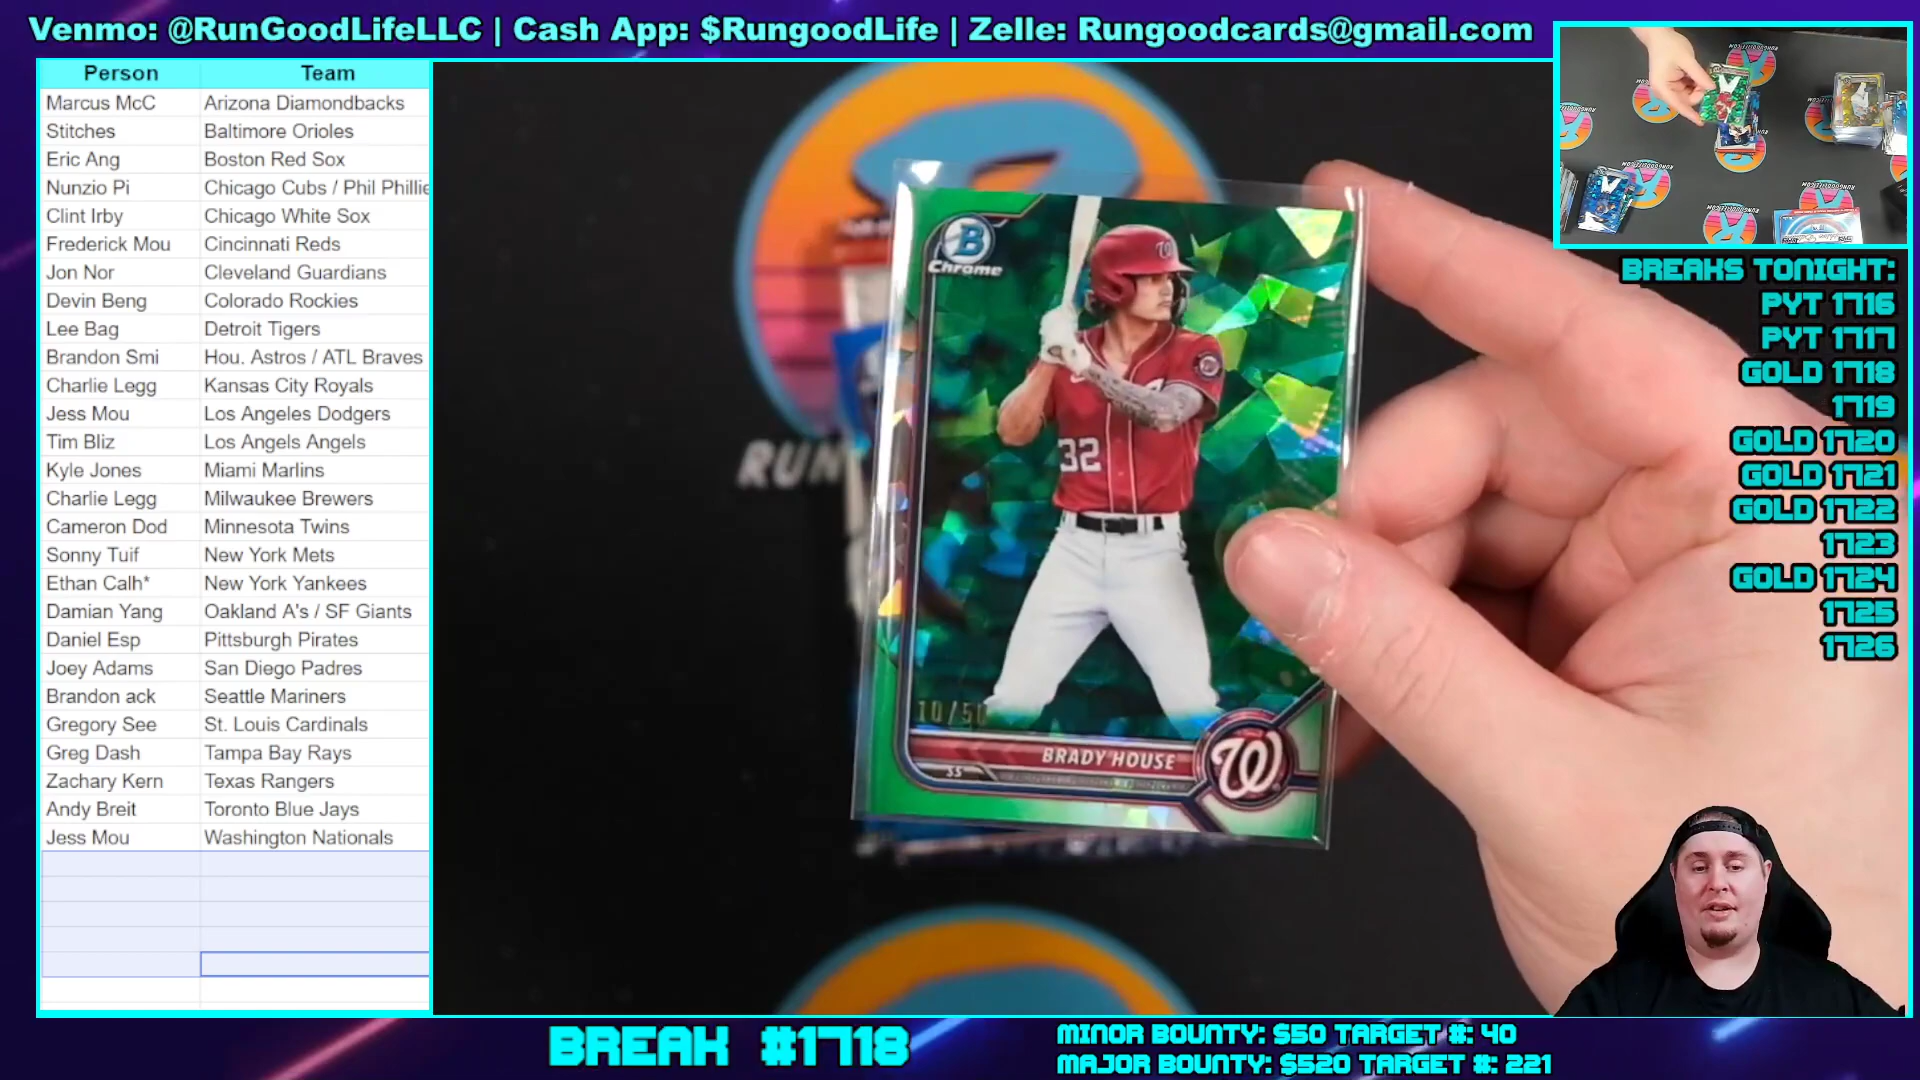 Venmo: @RunGoodLifeLLC | Cash App: $RungoodLife | Zelle: Rungoodcards@gmail.com
Person Team
Marcus McC Arizona Diamondbacks
Stitches Baltimore Orioles
Eric Ang Boston Red Sox
Nunzio Pi Chicago Cubs / Phil Phillie
Clint Irby Chicago White Sox
Frederick Mou Cincinnati Reds
Jon Nor Cleveland Guardians
Devin Beng Colorado Rockies
Lee Bag Detroit Tigers
Brandon Smi Hou. Astros / ATL Braves
Charlie Legg Kansas City Royals
Jess Mou Los Angeles Dodgers
Tim Bliz Los Angels Angels
Kyle Jones Miami Marlins
Charlie Legg Milwaukee Brewers
Cameron Dod Minnesota Twins
Sonny Tuif New York Mets
Ethan Calh* New York Yankees
Damian Yang Oakland A's / SF Giants
Daniel Esp Pittsburgh Pirates
Joey Adams San Diego Padres
Brandon ack Seattle Mariners
Gregory See St. Louis Cardinals
Greg Dash Tampa Bay Rays
Zachary Kern Texas Rangers
Andy Breit Toronto Blue Jays
Jess Mou Washington Nationals
B
Chrome
W
32
RUN
10/50
BRADY HOUSE
SS
W
BREAKS TONIGHT:
PYT 1716
PYT 1717
GOLD 1718
1719
GOLD 1720
GOLD 1721
GOLD 1722
1723
GOLD 1724
1725
1726
BREAK #1718
MINOR BOUNTY: $50 TARGET #: 40
MAJOR BOUNTY: $520 TARGET #: 221